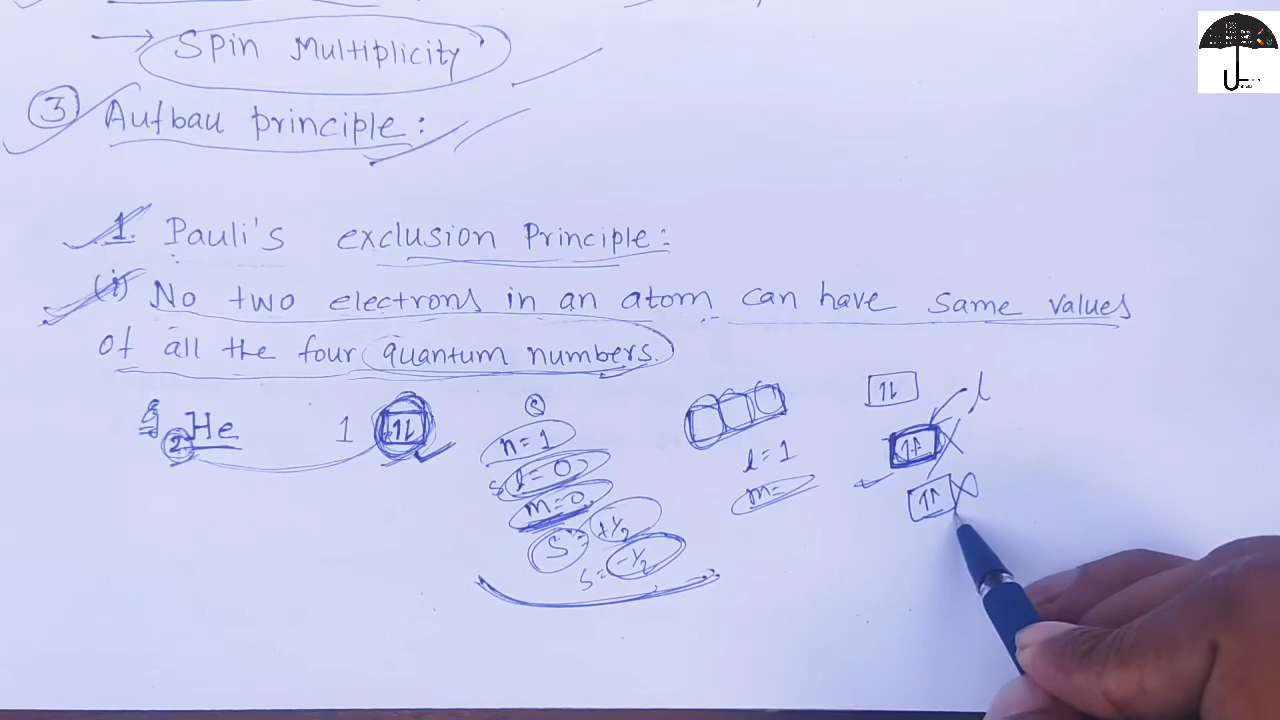 → Spin Multiplicity
③ Aufbau principle:
1. Pauli's exclusion Principle:
(i) No two electrons in an atom can have same values
of all the four quantum numbers.
2He 1 ↑↓
n=1
l=0
m=0
S=+1/2
s=-1/2
l=1
m=
↑↓
l
↑↑
↑↑
U